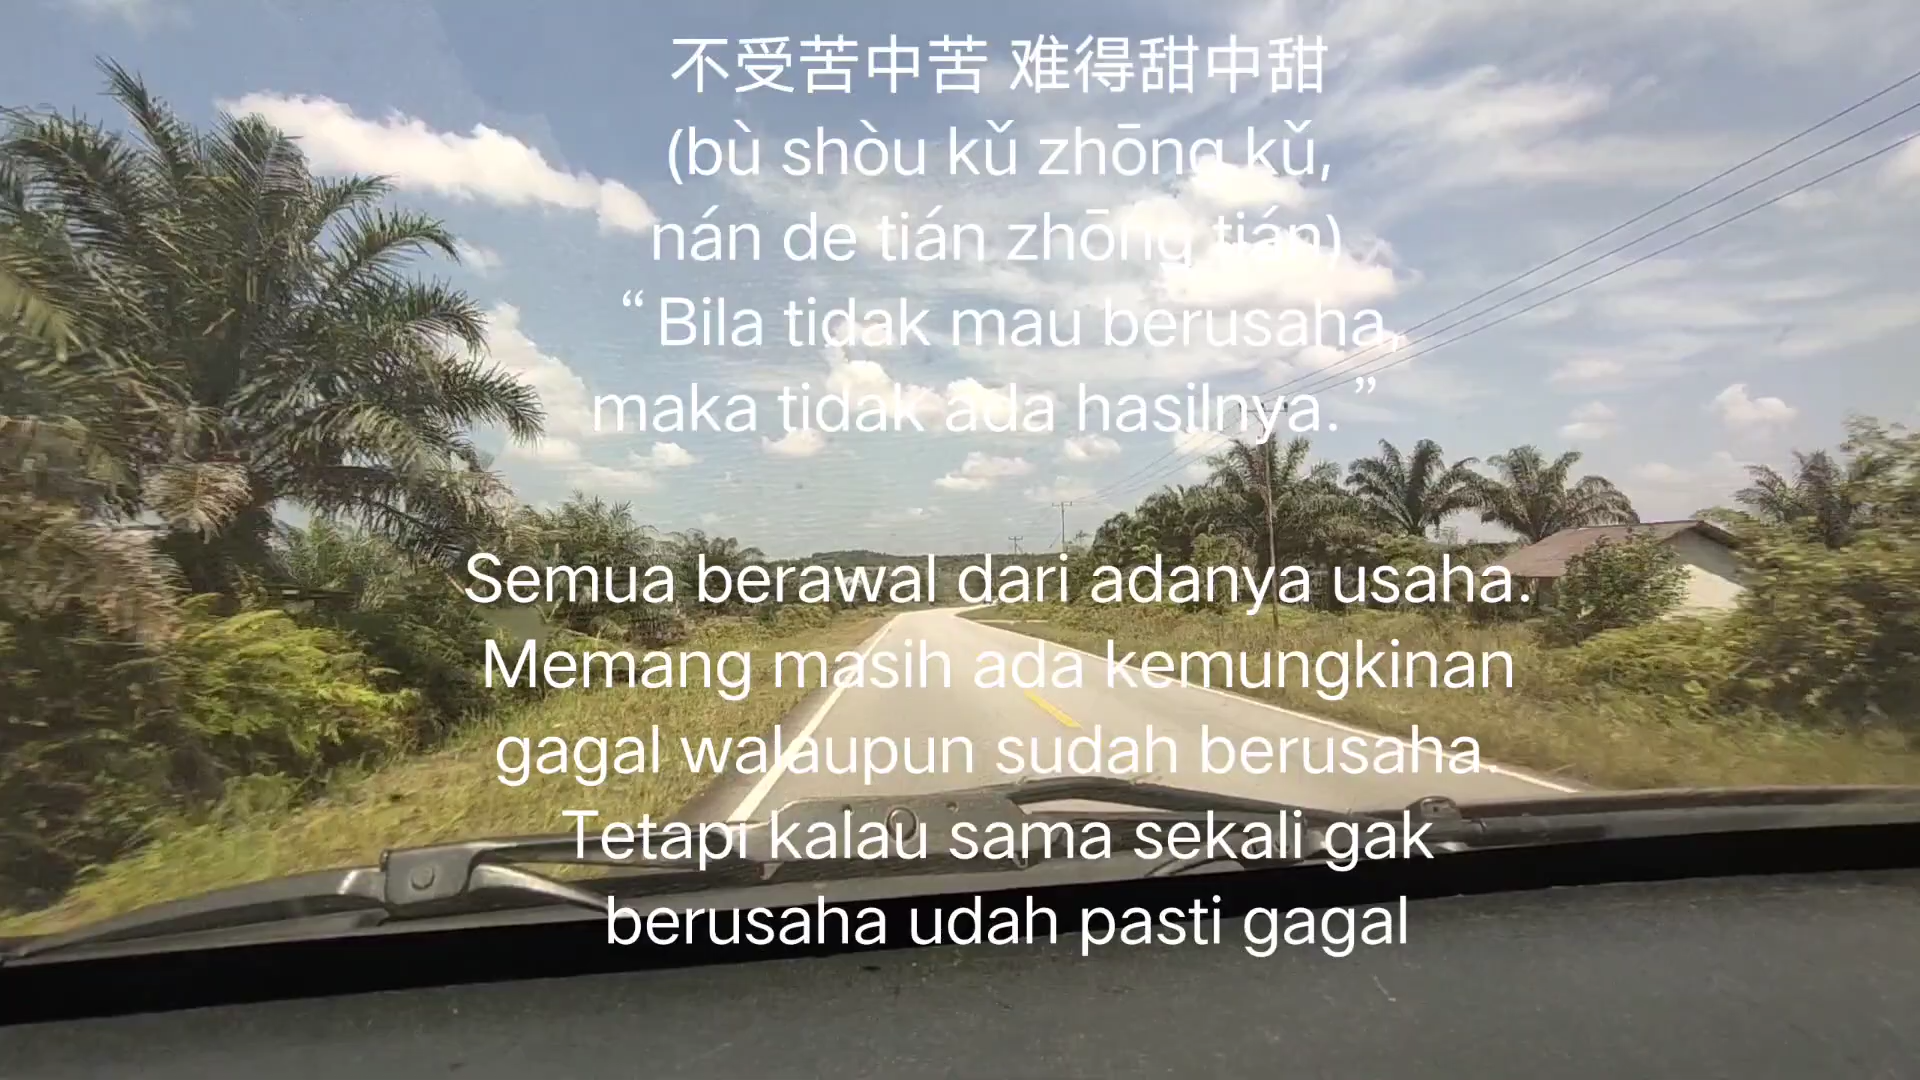 不受苦中苦 难得甜中甜
(bù shòu kǔ zhōng kǔ,
nán de tián zhōng tián)
“Bila tidak mau berusaha,
maka tidak ada hasilnya.”
Semua berawal dari adanya usaha.
Memang masih ada kemungkinan
gagal walaupun sudah berusaha.
Tetapi kalau sama sekali gak
berusaha udah pasti gagal